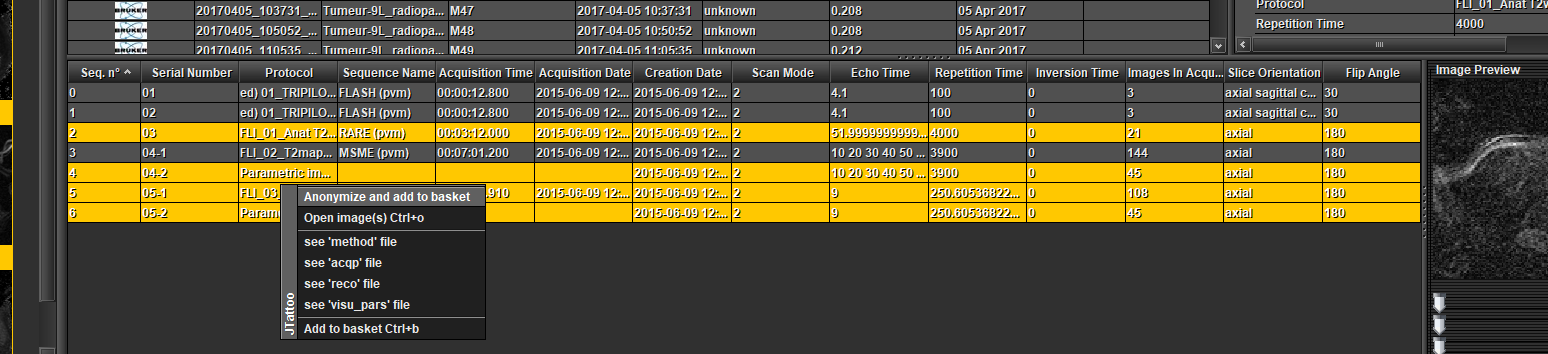 BRUKER 20170405_103731_... Tumeur-9L_radiopa... M47 2017-04-05 10:37:31 unknown 0.208 05 Apr 2017
BRUKER 20170405_105052_... Tumeur-9L_radiopa... M48 2017-04-05 10:50:52 unknown 0.208 05 Apr 2017
BRUKER 20170405_110535_... Tumeur-9L_radiopa... M49 2017-04-05 11:05:35 unknown 0.212 05 Apr 2017
Protocol FLI_01_Anat T2w
Repetition Time 4000
Seq. n° Serial Number Protocol Sequence Name Acquisition Time Acquisition Date Creation Date Scan Mode Echo Time Repetition Time Inversion Time Images In Acqu... Slice Orientation Flip Angle
0 01 ed) 01_TRIPILO... FLASH (pvm) 00:00:12.800 2015-06-09 12:... 2015-06-09 12:... 2 4.1 100 0 3 axial sagittal c... 30
1 02 ed) 01_TRIPILO... FLASH (pvm) 00:00:12.800 2015-06-09 12:... 2015-06-09 12:... 2 4.1 100 0 3 axial sagittal c... 30
2 03 FLI_01_Anat T2... RARE (pvm) 00:03:12.000 2015-06-09 12:... 2015-06-09 12:... 2 51.9999999999... 4000 0 21 axial 180
3 04-1 FLI_02_T2map... MSME (pvm) 00:07:01.200 2015-06-09 12:... 2015-06-09 12:... 2 10 20 30 40 50 ... 3900 0 144 axial 180
4 04-2 Parametric im... 2015-06-09 12:... 2 10 20 30 40 50 ... 3900 0 45 axial 180
5 05-1 FLI_03 .910 2015-06-09 12:... 2015-06-09 12:... 2 9 250.60536822... 0 108 axial 180
6 05-2 Paramet 2015-06-09 12:... 2 9 250.60536822... 0 45 axial 180
Anonymize and add to basket
Open image(s) Ctrl+o
see 'method' file
see 'acqp' file
see 'reco' file
see 'visu_pars' file
Add to basket Ctrl+b
JTattoo
Image Preview